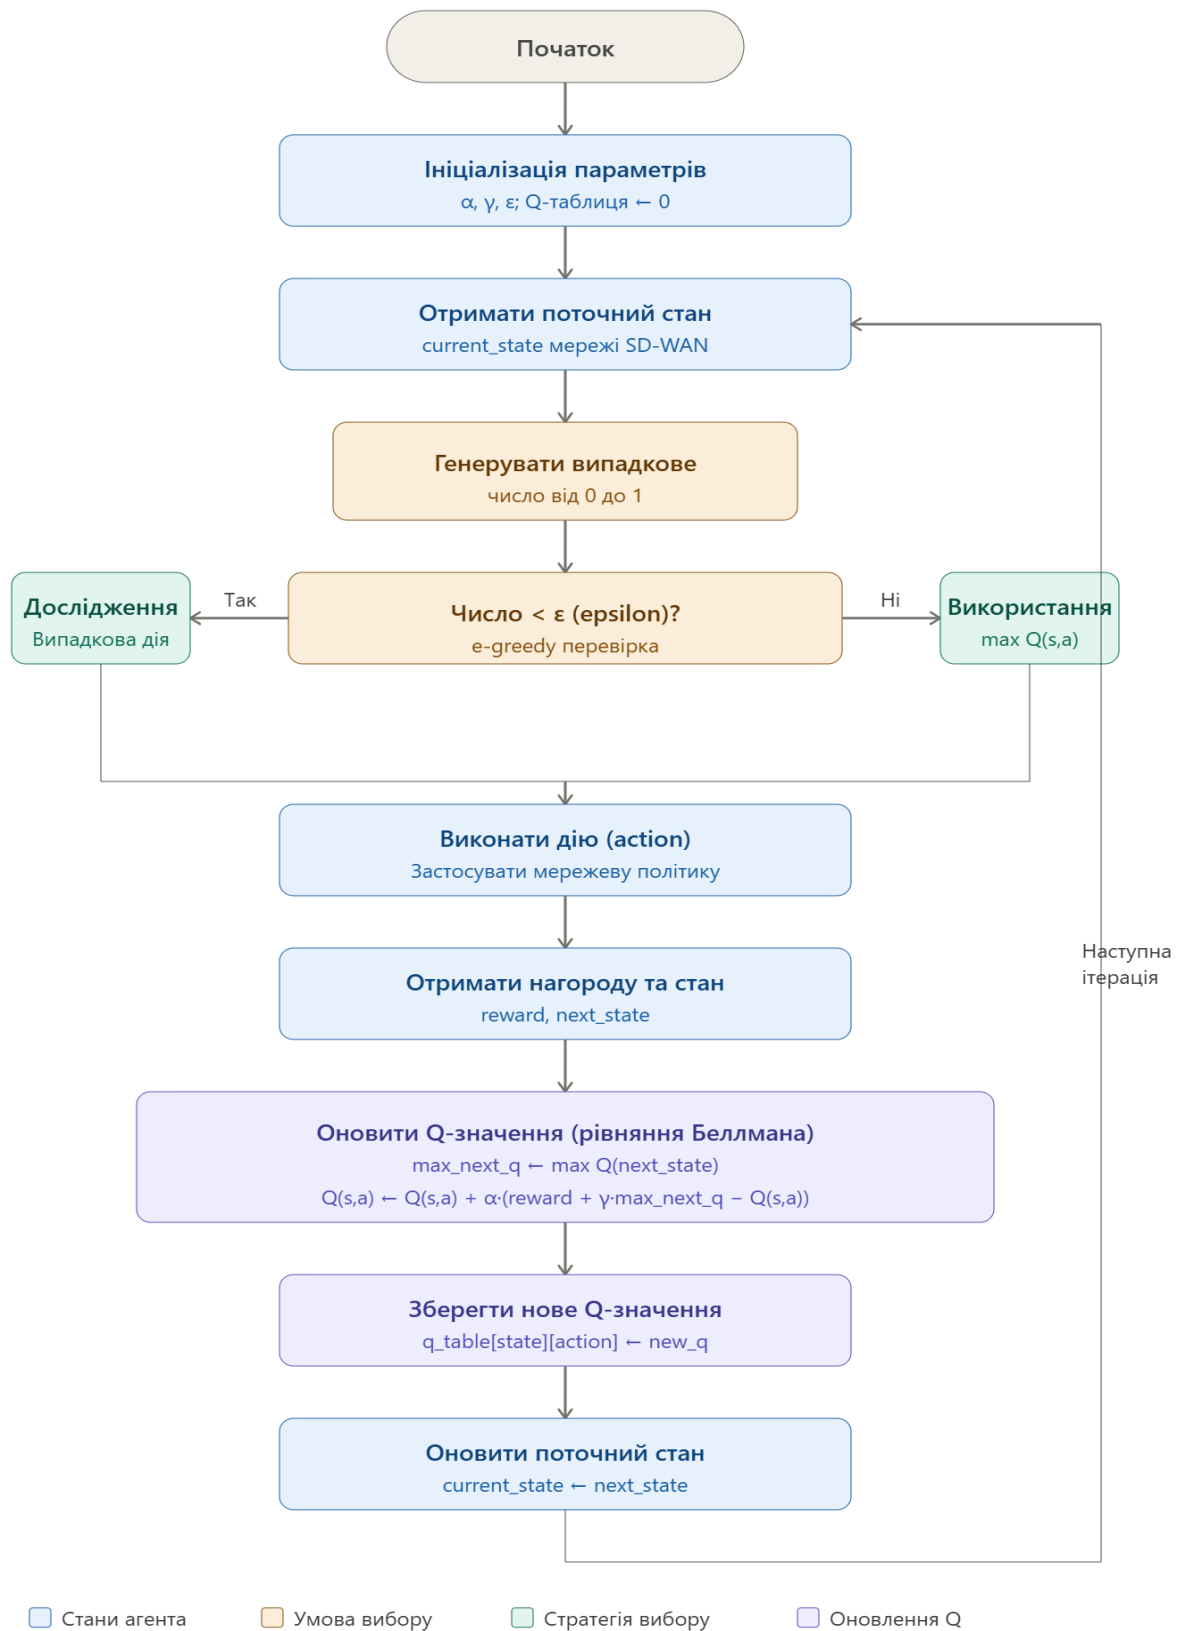 Початок
Ініціалізація параметрів
α, γ, ε; Q-таблиця ← 0
Отримати поточний стан
current_state мережі SD-WAN
Генерувати випадкове
число від 0 до 1
Дослідження
Випадкова дія
Так
Число < ε (epsilon)?
e-greedy перевірка
Ні
Використання
max Q(s,a)
Виконати дію (action)
Застосувати мережеву політику
Наступна
ітерація
Отримати нагороду та стан
reward, next_state
Оновити Q-значення (рівняння Беллмана)
max_next_q ← max Q(next_state)
Q(s,a) ← Q(s,a) + α·(reward + γ·max_next_q − Q(s,a))
Зберегти нове Q-значення
q_table[state][action] ← new_q
Оновити поточний стан
current_state ← next_state
Стани агента
Умова вибору
Стратегія вибору
Оновлення Q